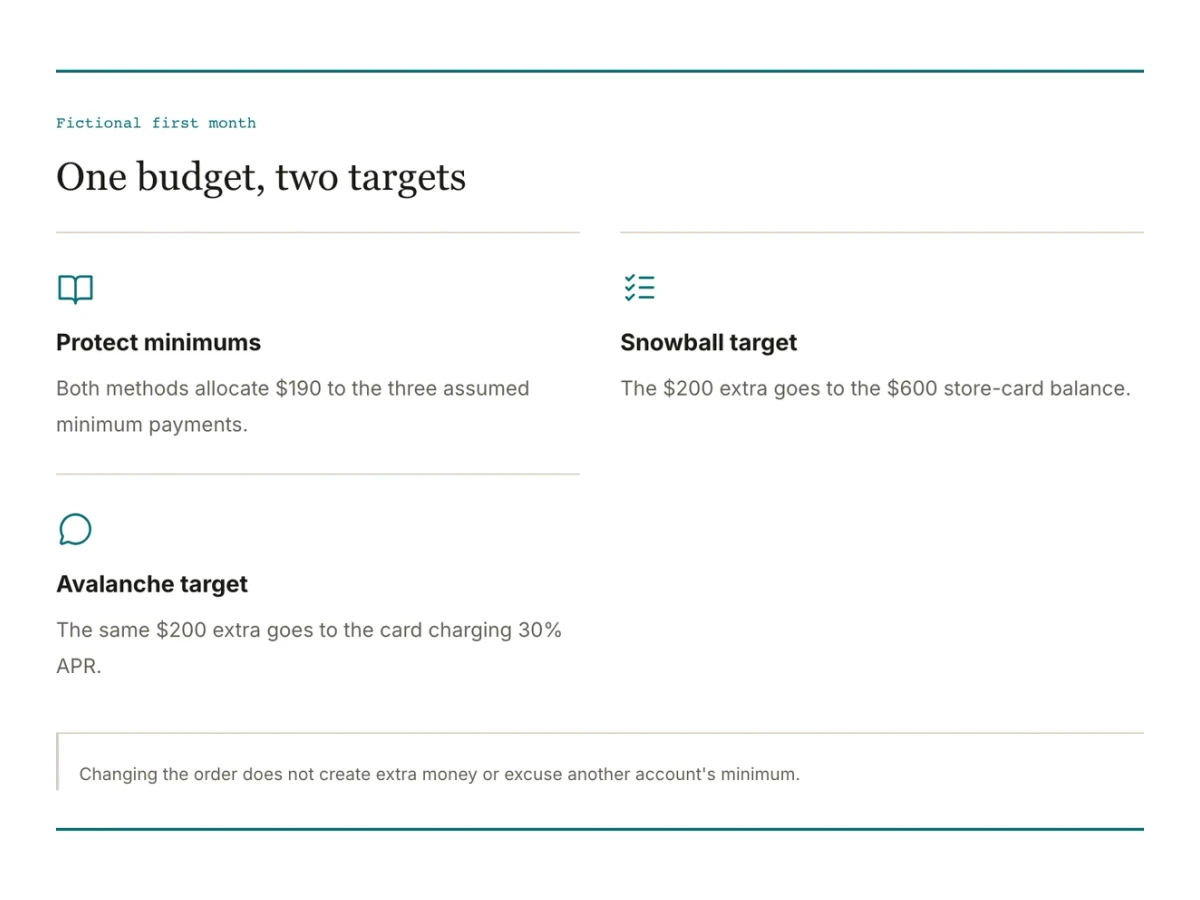 Fictional first month
One budget, two targets
Protect minimums
Both methods allocate $190 to the three assumed
minimum payments.
Snowball target
The $200 extra goes to the $600 store-card balance.
Avalanche target
The same $200 extra goes to the card charging 30%
APR.
Changing the order does not create extra money or excuse another account's minimum.